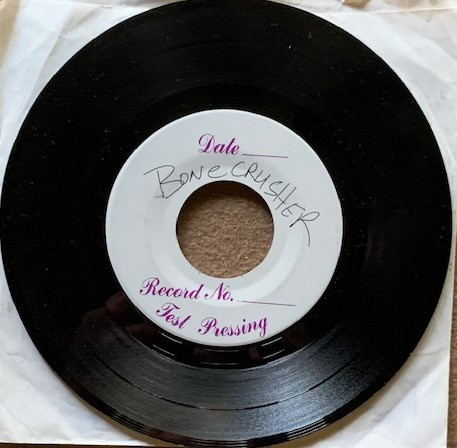 Date
BONeCRUSHER
Record No.
Test Pressing